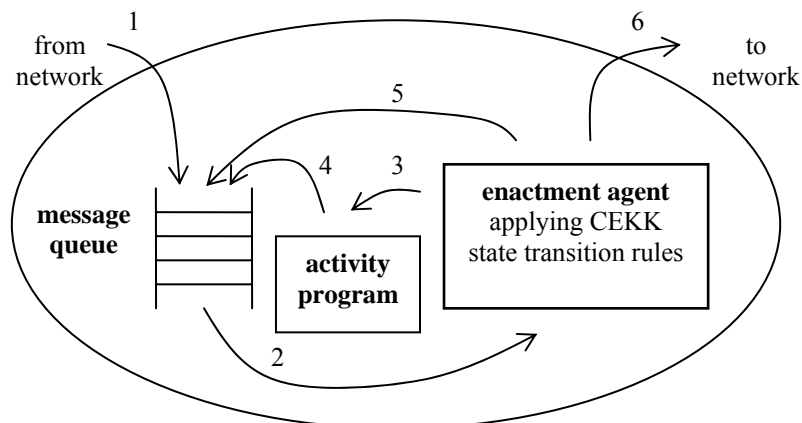 1
6
from
network
to
network
5
4
3
enactment agent
applying CEKK
state transition rules
message
queue
activity
program
2